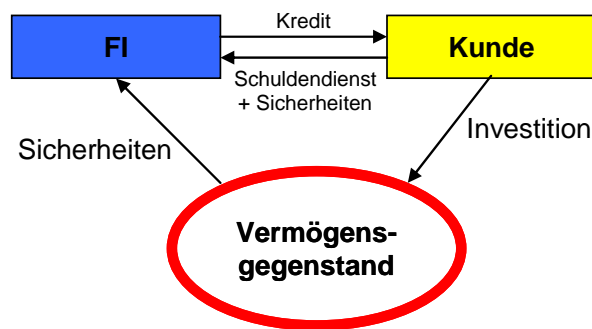 Kredit
FI
Kunde
Schuldendienst
+ Sicherheiten
Sicherheiten
Investition
Vermögens-
gegenstand